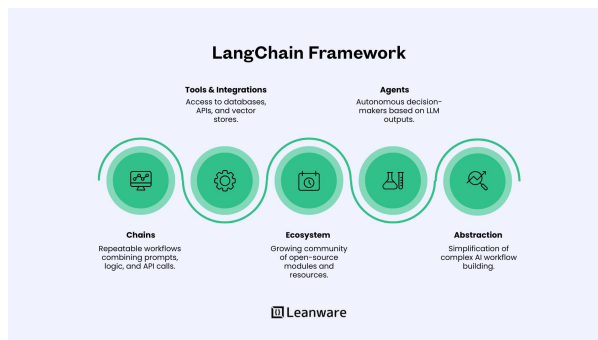 LangChain Framework
Tools & Integrations
Access to databases,
APIs, and vector
stores.
Agents
Autonomous decision-
makers based on LLM
outputs.
Chains
Repeatable workflows
combining prompts,
logic, and API calls.
Ecosystem
Growing community
of open-source
modules and
resources.
Abstraction
Simplification of
complex AI workflow
building.
Leanware